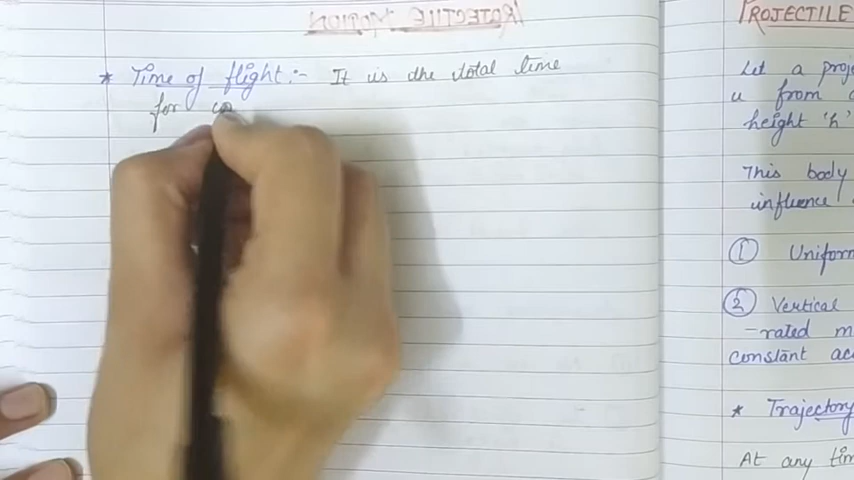 PROJECTILE MOTION
* Time of flight:- It is the total time
for
PROJECTILE
Let a proj
u from
height 'h'
This body
influence
1 Uniform
2 Vertical
-rated m
constant acc
* Trajectory
At any tim